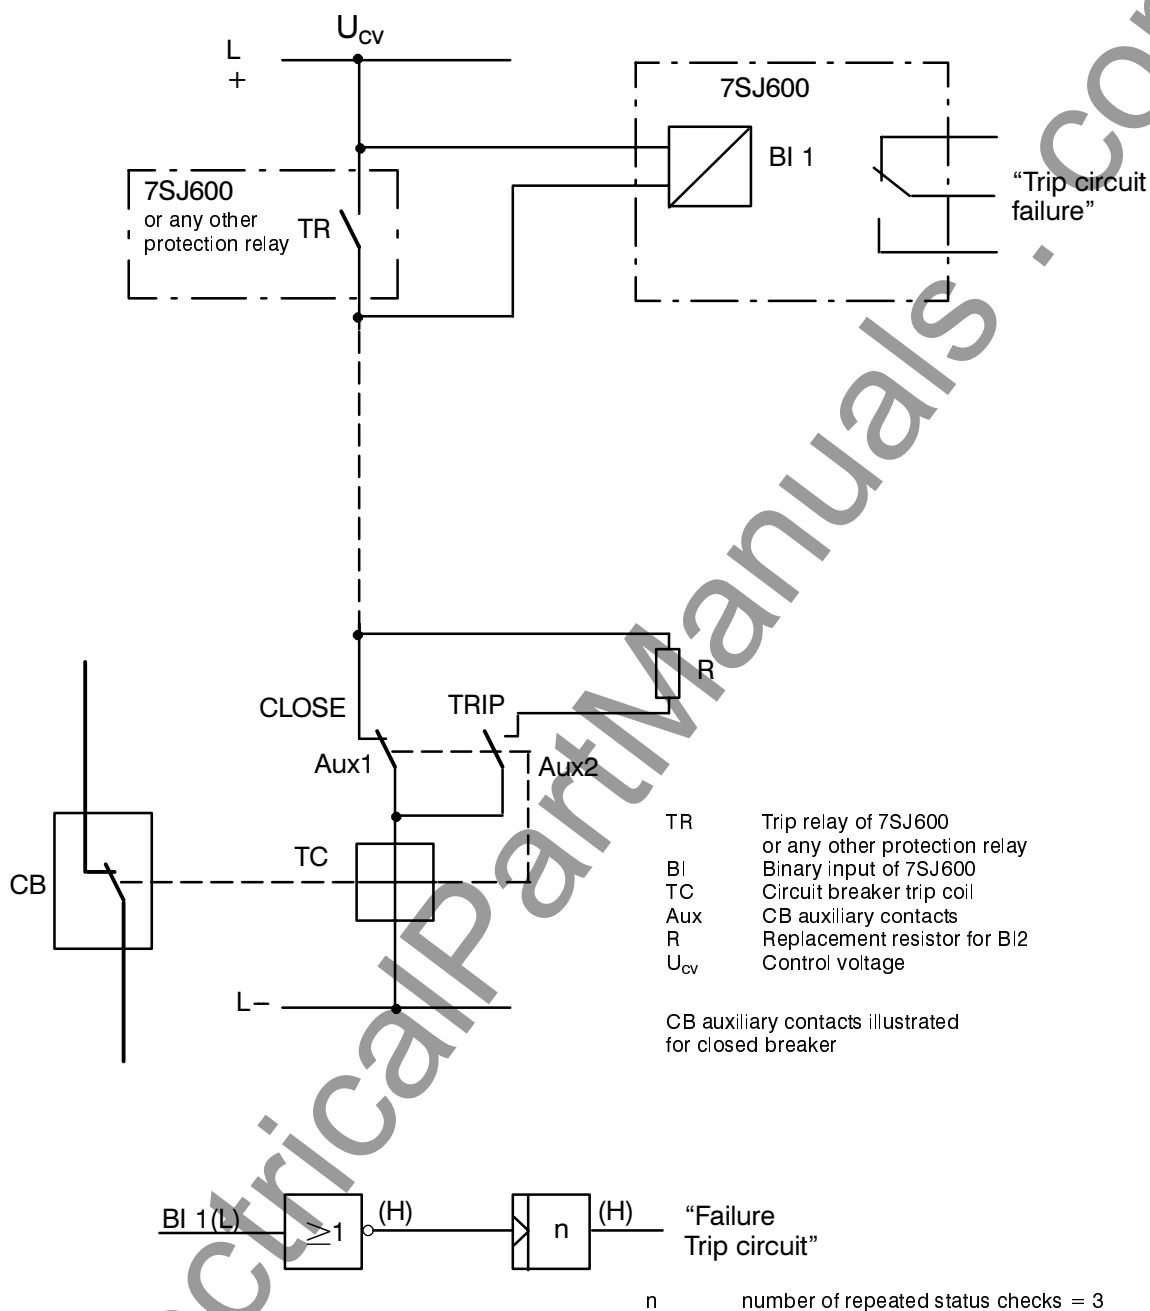 U_cv
L
+
7SJ600
BI 1
"Trip circuit
failure"
7SJ600
or any other
protection relay
TR
R
CLOSE
TRIP
Aux1
Aux2
TC
CB
L−
TR Trip relay of 7SJ600
or any other protection relay
BI Binary input of 7SJ600
TC Circuit breaker trip coil
Aux CB auxiliary contacts
R Replacement resistor for BI2
U_cv Control voltage
CB auxiliary contacts illustrated
for closed breaker
BI 1(L)
≥1
(H)
n
(H)
"Failure
Trip circuit"
n number of repeated status checks = 3
ctricalPartManuals . co